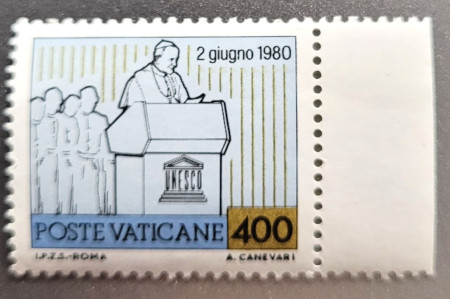 2 giugno 1980
UNESCO
POSTE VATICANE 400
I.P.Z.S.-ROMA A. CANEVARI